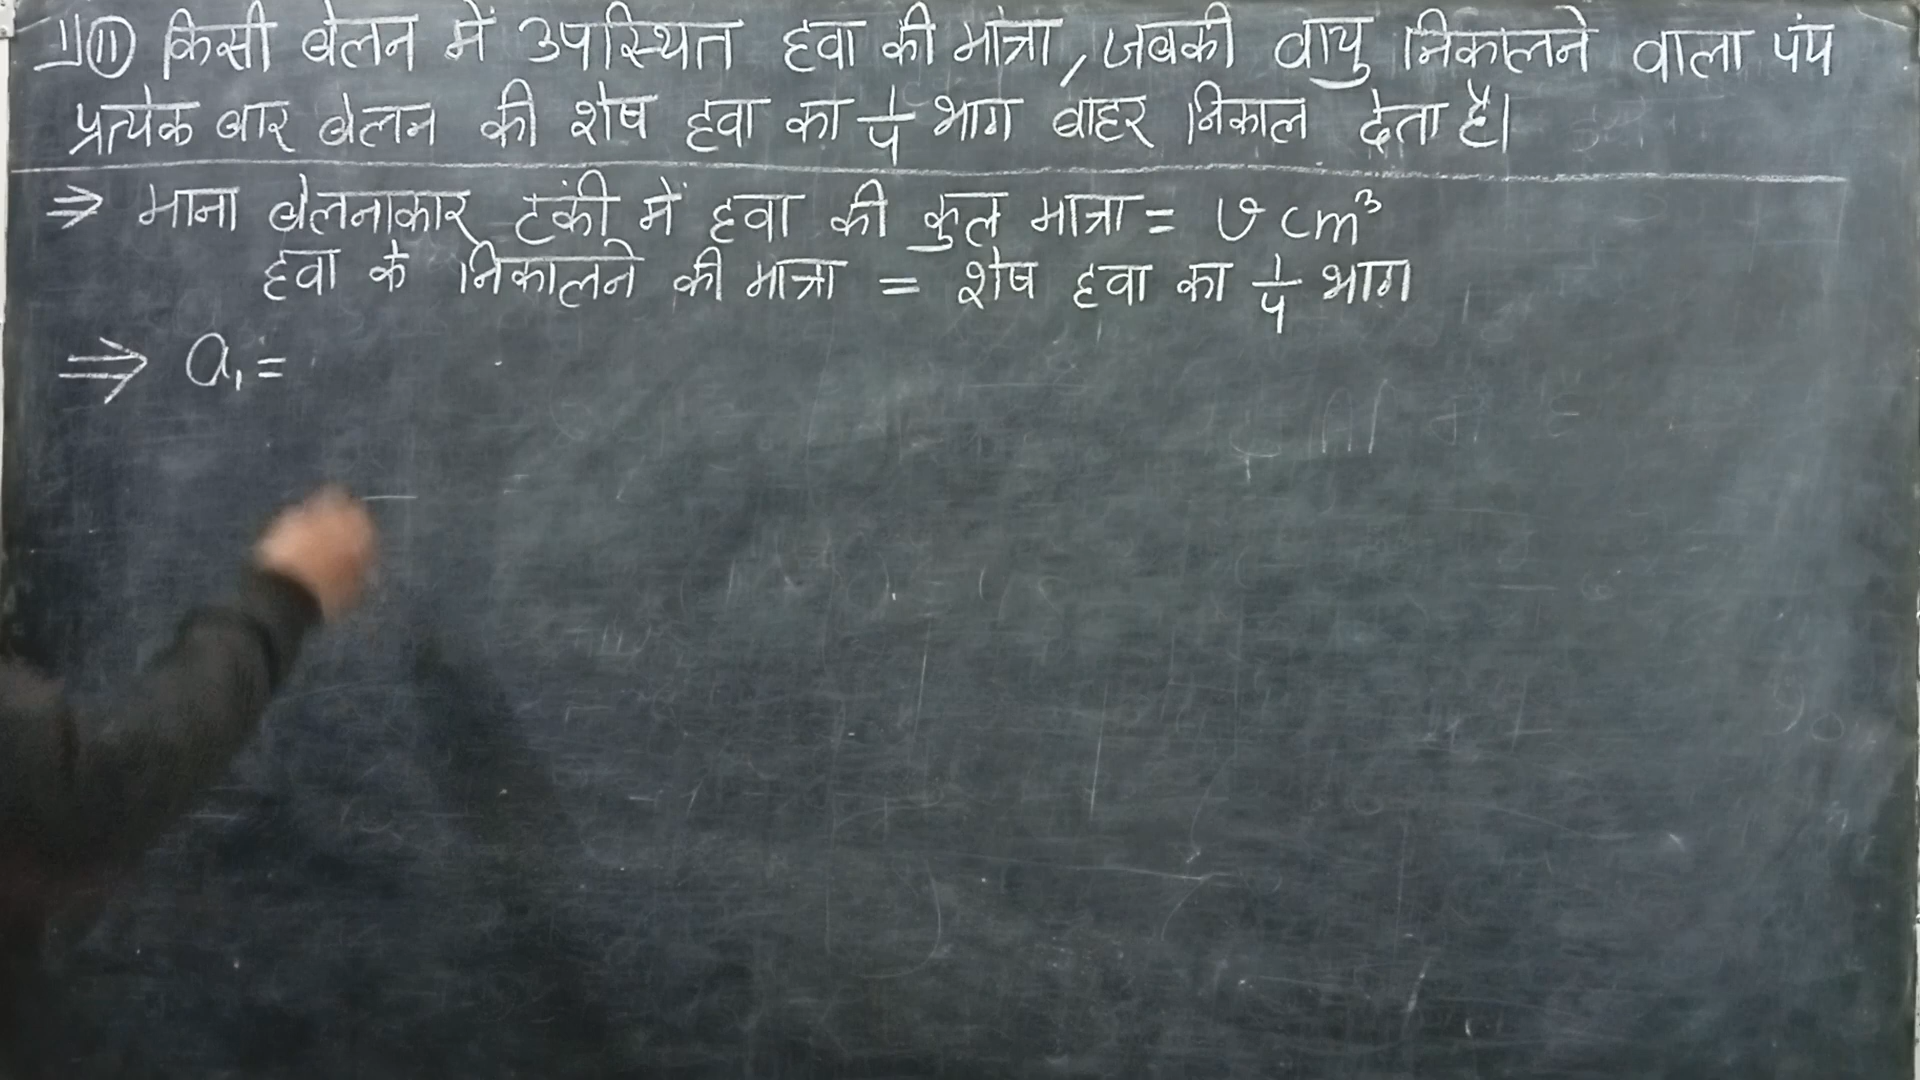 1) (ii) किसी बेलन में उपस्थित हवा की मात्रा, जबकी वायु निकालने वाला पंप
प्रत्येक बार बेलन की शेष हवा का 1/4 भाग बाहर निकाल देता है।
⇒ माना बेलनाकार टंकी में हवा की कुल मात्रा = v cm³
हवा के निकालने की मात्रा = शेष हवा का 1/4 भाग
⇒ a₁ =